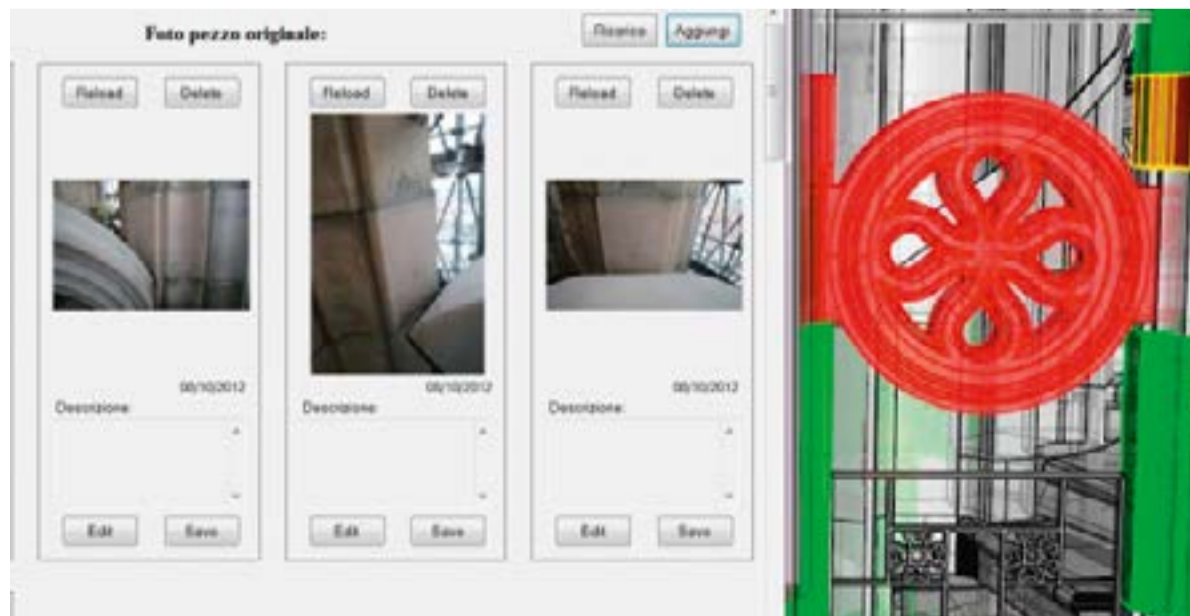 Foto pezzo originale:
Ricarica Aggiungi
Reload Delete
Reload Delete
Reload Delete
08/10/2012
08/10/2012
08/10/2012
Descrizione:
Descrizione:
Descrizione:
Edit Save
Edit Save
Edit Save